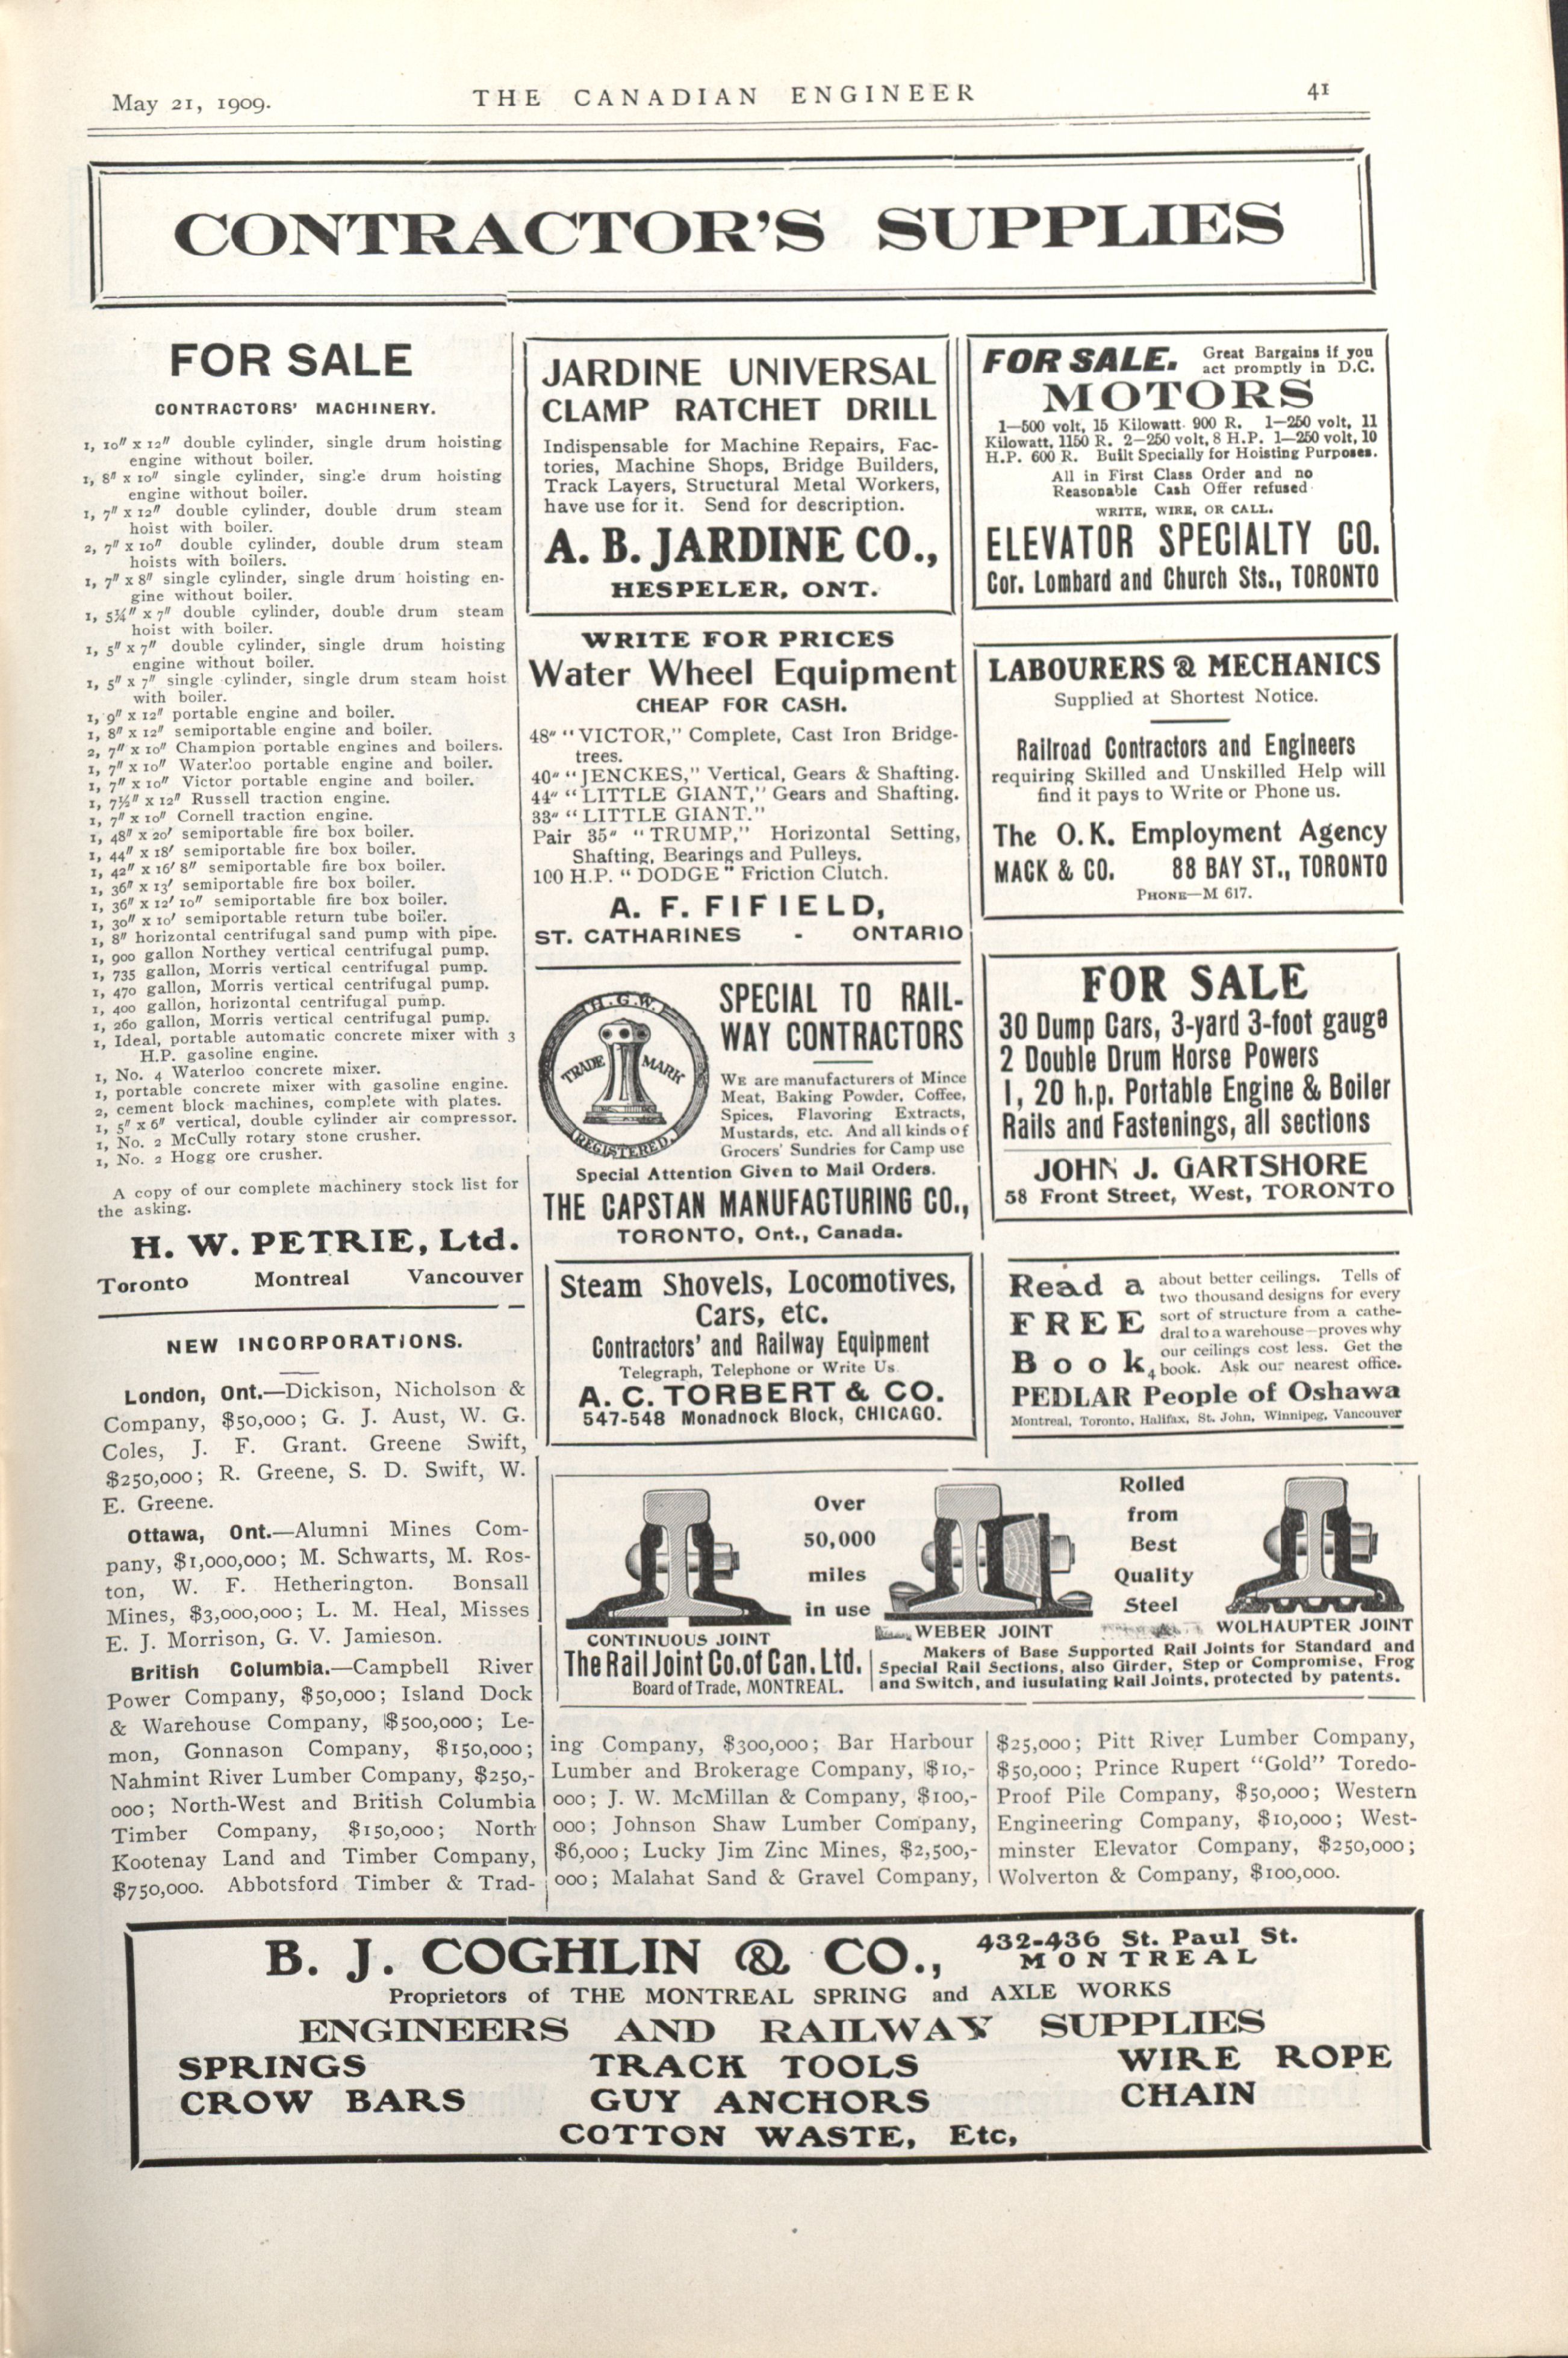 May 21, 1909.
THE CANADIAN ENGINEER
41
CONTRACTOR'S SUPPLIES
FOR SALE
CONTRACTORS' MACHINERY.
1, 10" x 12" double cylinder, single drum hoisting
engine without boiler.
1, 8" x 10" single cylinder, single drum hoisting
engine without boiler.
1, 7" x 12" double cylinder, double drum steam
hoist with boiler.
2, 7" x 10" double cylinder, double drum steam
hoists with boilers.
1, 7" x 8" single cylinder, single drum hoisting en-
gine without boiler.
1, 5¼" x 7" double cylinder, double drum steam
hoist with boiler.
1, 5" x 7" double cylinder, single drum hoisting
engine without boiler.
1, 5" x 7" single cylinder, single drum steam hoist
with boiler.
1, 9" x 12" portable engine and boiler.
1, 8" x 12" semiportable engine and boiler.
2, 7" x 10" Champion portable engines and boilers.
1, 7" x 10" Waterloo portable engine and boiler.
1, 7" x 10" Victor portable engine and boiler.
1, 7½" x 12" Russell traction engine.
1, 7" x 10" Cornell traction engine.
1, 48" x 20' semiportable fire box boiler.
1, 44" x 18' semiportable fire box boiler.
1, 42" x 16' 8" semiportable fire box boiler.
1, 36" x 13' semiportable fire box boiler.
1, 36" x 12' 10" semiportable fire box boiler.
1, 30" x 10' semiportable return tube boiler.
1, 8" horizontal centrifugal sand pump with pipe.
1, 900 gallon Northey vertical centrifugal pump.
1, 735 gallon, Morris vertical centrifugal pump.
1, 470 gallon, Morris vertical centrifugal pump.
1, 400 gallon, horizontal centrifugal pump.
1, 260 gallon, Morris vertical centrifugal pump.
1, Ideal, portable automatic concrete mixer with 3
H.P. gasoline engine.
1, No. 4 Waterloo concrete mixer.
1, portable concrete mixer with gasoline engine.
2, cement block machines, complete with plates.
1, 5" x 6" vertical, double cylinder air compressor.
1, No. 2 McCully rotary stone crusher.
1, No. 2 Hogg ore crusher.
A copy of our complete machinery stock list for
the asking.
H. W. PETRIE, Ltd.
Toronto Montreal Vancouver
NEW INCORPORATIONS.
London, Ont.—Dickison, Nicholson &
Company, $50,000; G. J. Aust, W. G.
Coles, J. F. Grant. Greene Swift,
$250,000; R. Greene, S. D. Swift, W.
E. Greene.
Ottawa, Ont.—Alumni Mines Com-
pany, $1,000,000; M. Schwarts, M. Ros-
ton, W. F. Hetherington. Bonsall
Mines, $3,000,000; L. M. Heal, Misses
E. J. Morrison, G. V. Jamieson.
British Columbia.—Campbell River
Power Company, $50,000; Island Dock
& Warehouse Company, $500,000; Le-
mon, Gonnason Company, $150,000;
Nahmint River Lumber Company, $250,-
000; North-West and British Columbia
Timber Company, $150,000; North
Kootenay Land and Timber Company,
$750,000. Abbotsford Timber & Trad-
JARDINE UNIVERSAL
CLAMP RATCHET DRILL
Indispensable for Machine Repairs, Fac-
tories, Machine Shops, Bridge Builders,
Track Layers, Structural Metal Workers,
have use for it. Send for description.
A. B. JARDINE CO.,
HESPELER, ONT.
WRITE FOR PRICES
Water Wheel Equipment
CHEAP FOR CASH.
48" "VICTOR," Complete, Cast Iron Bridge-
trees.
40" "JENCKES," Vertical, Gears & Shafting.
44" "LITTLE GIANT," Gears and Shafting.
33" "LITTLE GIANT."
Pair 35" "TRUMP," Horizontal Setting,
Shafting, Bearings and Pulleys.
100 H.P. "DODGE" Friction Clutch.
A. F. FIFIELD,
ST. CATHARINES - ONTARIO
H.G.W.
TRADE MARK
REGISTERED
SPECIAL TO RAIL-
WAY CONTRACTORS
WE are manufacturers of Mince
Meat, Baking Powder, Coffee,
Spices, Flavoring Extracts,
Mustards, etc. And all kinds of
Grocers' Sundries for Camp use
Special Attention Given to Mail Orders.
THE CAPSTAN MANUFACTURING CO.,
TORONTO, Ont., Canada.
Steam Shovels, Locomotives,
Cars, etc.
Contractors' and Railway Equipment
Telegraph, Telephone or Write Us
A. C. TORBERT & CO.
547-548 Monadnock Block, CHICAGO.
FOR SALE. Great Bargains if you
act promptly in D.C.
MOTORS
1—500 volt, 15 Kilowatt 900 R. 1—250 volt, 11
Kilowatt, 1150 R. 2—250 volt, 8 H.P. 1—250 volt, 10
H.P. 600 R. Built Specially for Hoisting Purposes.
All in First Class Order and no
Reasonable Cash Offer refused
WRITE, WIRE, OR CALL.
ELEVATOR SPECIALTY CO.
Cor. Lombard and Church Sts., TORONTO
LABOURERS & MECHANICS
Supplied at Shortest Notice.
Railroad Contractors and Engineers
requiring Skilled and Unskilled Help will
find it pays to Write or Phone us.
The O.K. Employment Agency
MACK & CO. 88 BAY ST., TORONTO
PHONE—M 617.
FOR SALE
30 Dump Cars, 3-yard 3-foot gauge
2 Double Drum Horse Powers
1, 20 h.p. Portable Engine & Boiler
Rails and Fastenings, all sections
JOHN J. GARTSHORE
58 Front Street, West, TORONTO
Read a
FREE
Book,
about better ceilings. Tells of
two thousand designs for every
sort of structure from a cathe-
dral to a warehouse—proves why
our ceilings cost less. Get the
book. Ask our nearest office.
PEDLAR People of Oshawa
Montreal, Toronto, Halifax, St. John, Winnipeg, Vancouver
Over
50,000
miles
in use
Rolled
from
Best
Quality
Steel
CONTINUOUS JOINT
WEBER JOINT
WOLHAUPTER JOINT
The Rail Joint Co. of Can. Ltd.
Board of Trade, MONTREAL.
Makers of Base Supported Rail Joints for Standard and
Special Rail Sections, also Girder, Step or Compromise, Frog
and Switch, and iusulating Rail Joints, protected by patents.
ing Company, $300,000; Bar Harbour
Lumber and Brokerage Company, $10,-
000; J. W. McMillan & Company, $100,-
000; Johnson Shaw Lumber Company,
$6,000; Lucky Jim Zinc Mines, $2,500,-
000; Malahat Sand & Gravel Company,
$25,000; Pitt River Lumber Company,
$50,000; Prince Rupert "Gold" Toredo-
Proof Pile Company, $50,000; Western
Engineering Company, $10,000; West-
minster Elevator Company, $250,000;
Wolverton & Company, $100,000.
B. J. COGHLIN & CO., 432-436 St. Paul St.
MONTREAL
Proprietors of THE MONTREAL SPRING and AXLE WORKS
ENGINEERS AND RAILWAY SUPPLIES
SPRINGS TRACK TOOLS WIRE ROPE
CROW BARS GUY ANCHORS CHAIN
COTTON WASTE, Etc,